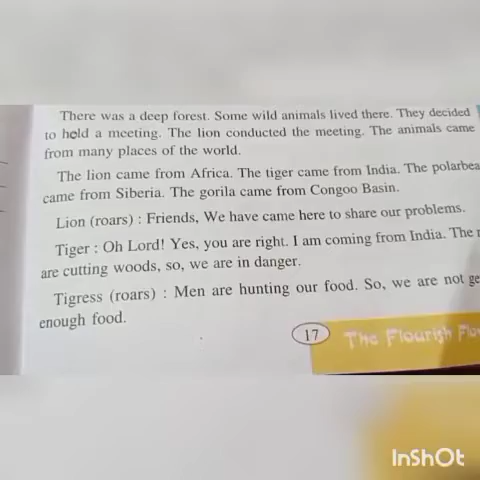 There was a deep forest. Some wild animals lived there. They decided
to hold a meeting. The lion conducted the meeting. The animals came
from many places of the world.
The lion came from Africa. The tiger came from India. The polarbea
came from Siberia. The gorila came from Congoo Basin.
Lion (roars) : Friends, We have came here to share our problems.
Tiger : Oh Lord! Yes, you are right. I am coming from India. The
are cutting woods, so, we are in danger.
Tigress (roars) : Men are hunting our food. So, we are not ge
enough food.
17 The Flourish Flo
InShOt